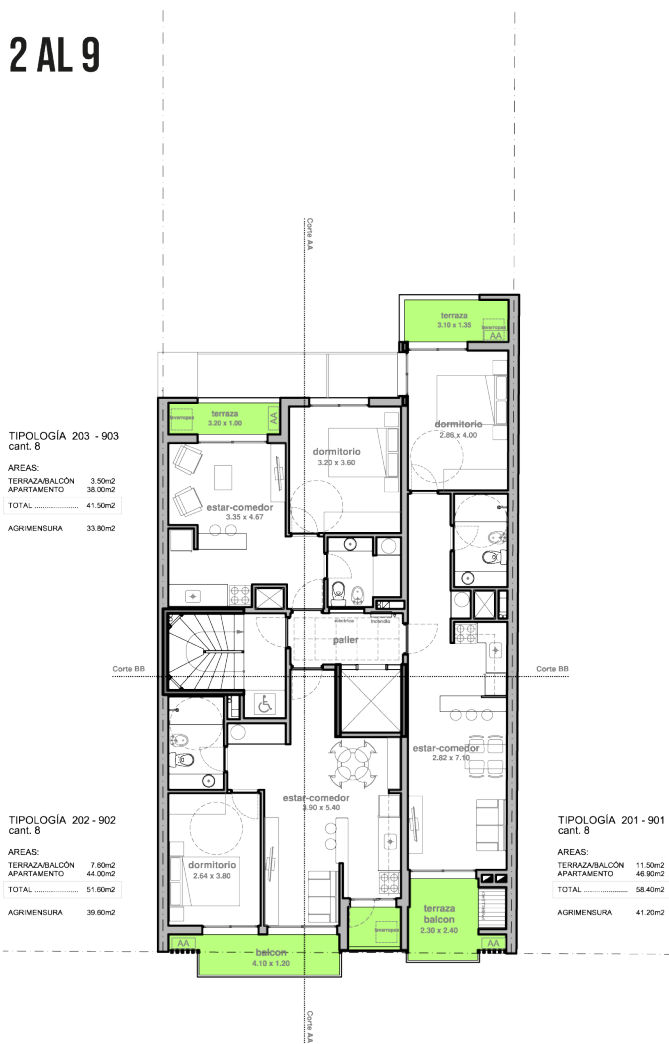 2 AL 9
Corte AA
terraza
3.10 x 1.35
lavarropas
AA
dormitorio
2.86 x 4.00
terraza
3.20 x 1.00
lavarropas
AA
dormitorio
3.20 x 3.60
TIPOLOGÍA 203 - 903
cant. 8
AREAS:
TERRAZA/BALCÓN 3.50m2
APARTAMENTO 38.00m2
TOTAL ................ 41.50m2
AGRIMENSURA 33.80m2
estar-comedor
3.35 x 4.67
electrica
incendio
palier
Corte BB
Corte BB
estar-comedor
2.82 x 7.10
estar-comedor
3.90 x 5.40
TIPOLOGÍA 202 - 902
cant. 8
AREAS:
TERRAZA/BALCÓN 7.60m2
APARTAMENTO 44.00m2
TOTAL ................ 51.60m2
AGRIMENSURA 39.60m2
dormitorio
2.64 x 3.80
TIPOLOGÍA 201 - 901
cant. 8
AREAS:
TERRAZA/BALCÓN 11.50m2
APARTAMENTO 46.90m2
TOTAL ................ 58.40m2
AGRIMENSURA 41.20m2
terraza
balcon
2.30 x 2.40
lavarropas
AA
balcon
4.10 x 1.20
AA
Corte AA